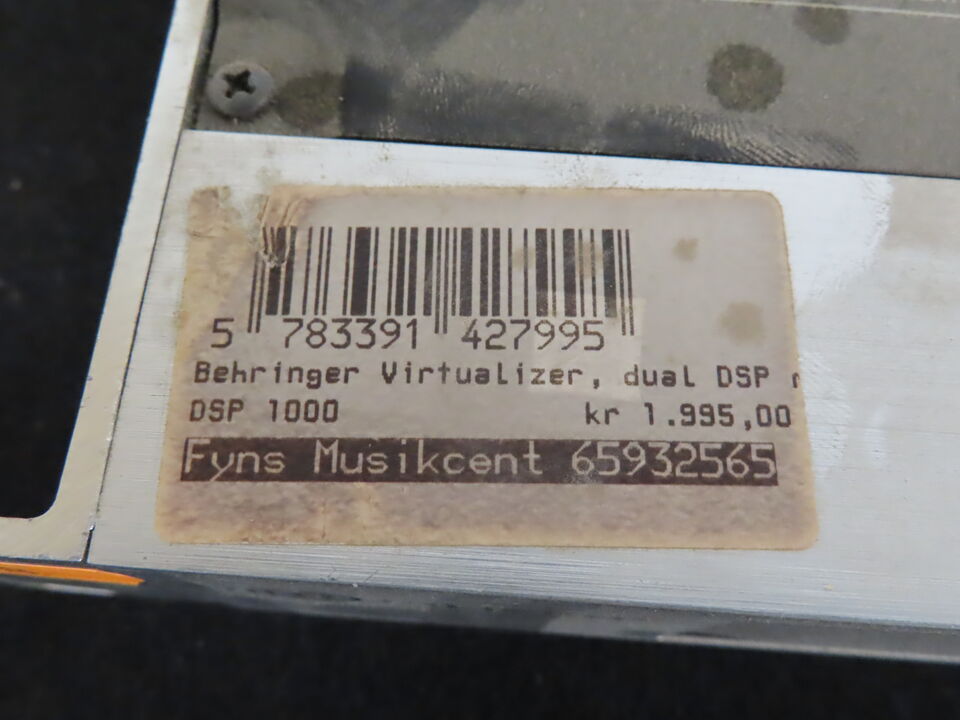 5 783391 427995
Behringer Virtualizer, dual DSP
DSP 1000 kr 1.995,00
Fyns Musikcent 65932565